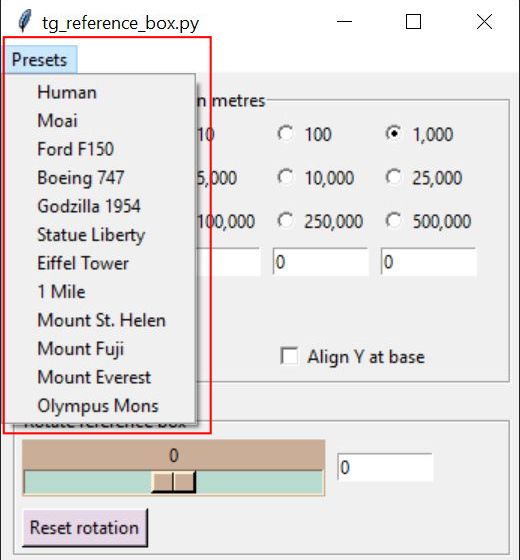 tg_reference_box.py
Presets
Human
Moai
Ford F150
Boeing 747
Godzilla 1954
Statue Liberty
Eiffel Tower
1 Mile
Mount St. Helen
Mount Fuji
Mount Everest
Olympus Mons
n metres
10 100 1,000
5,000 10,000 25,000
100,000 250,000 500,000
0 0
Align Y at base
Rotate reference box
0
0
Reset rotation